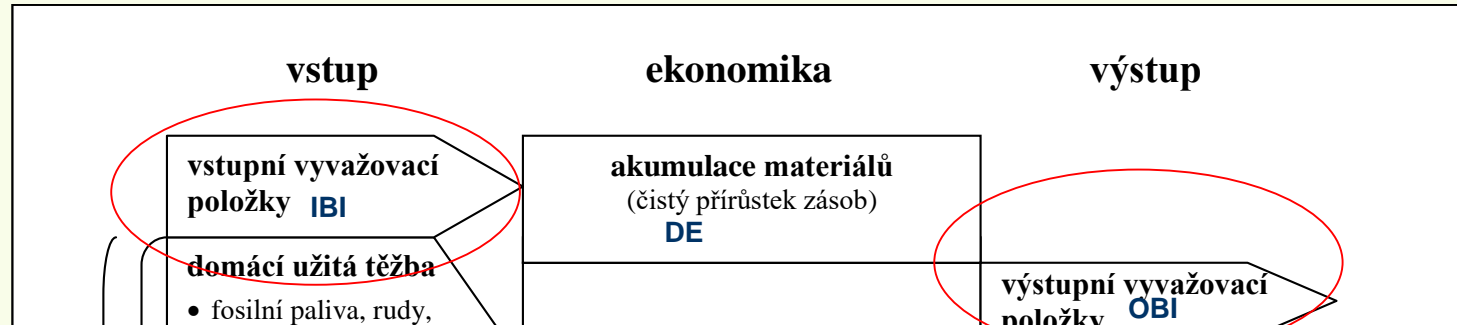 vstup ekonomika výstup
vstupní vyvažovací
položky IBI
akumulace materiálů
(čistý přírůstek zásob)
DE
domácí užitá těžba
• fosilní paliva, rudy,
výstupní vyvažovací
položky OBI